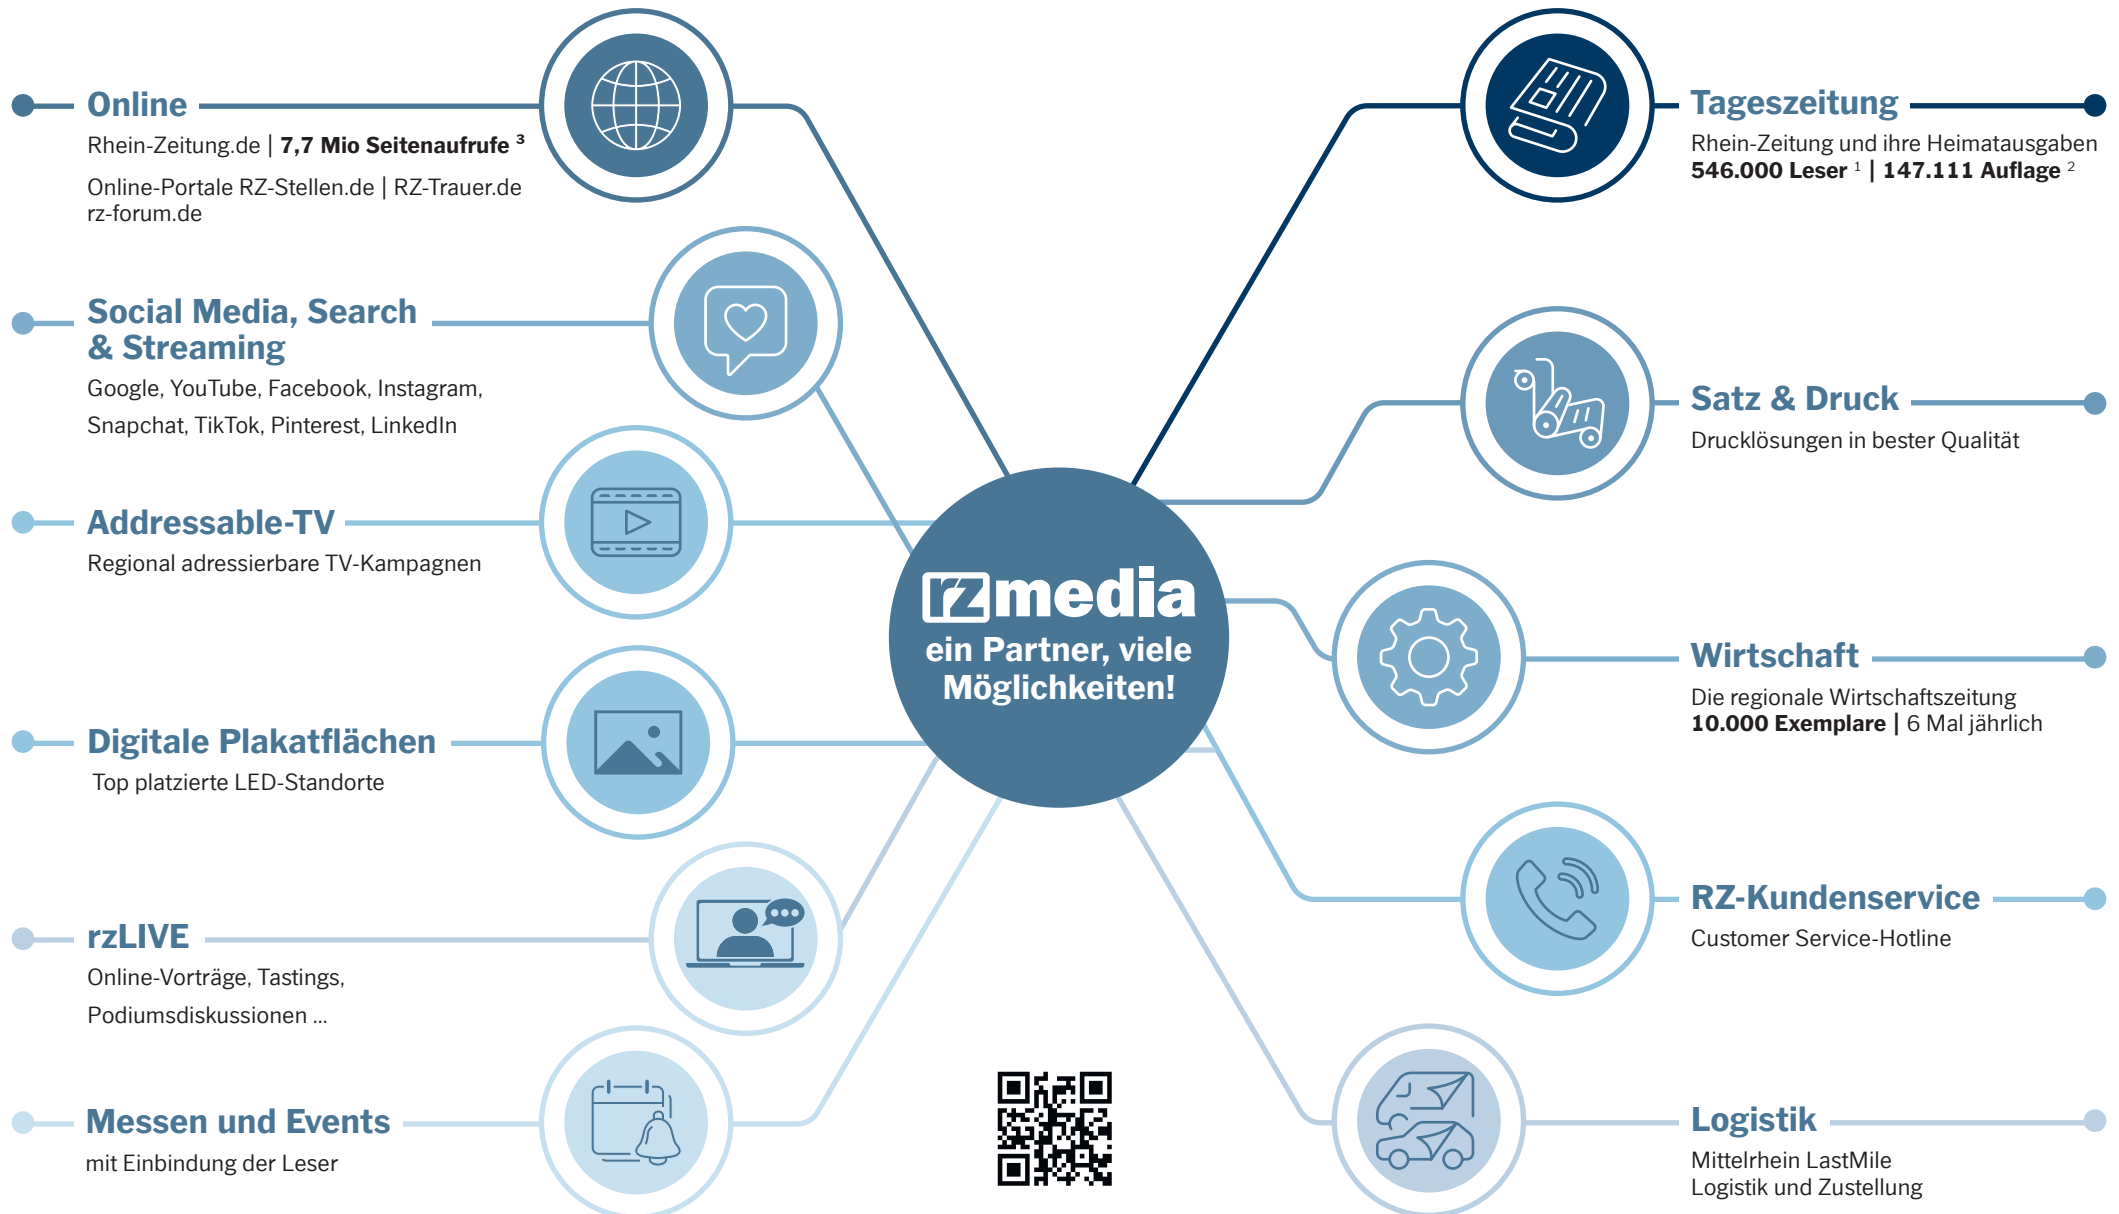 Online
Rhein-Zeitung.de | 7,7 Mio Seitenaufrufe ³
Online-Portale RZ-Stellen.de | RZ-Trauer.de
rz-forum.de
Social Media, Search
& Streaming
Google, YouTube, Facebook, Instagram,
Snapchat, TikTok, Pinterest, LinkedIn
Addressable-TV
Regional adressierbare TV-Kampagnen
Digitale Plakatflächen
Top platzierte LED-Standorte
rzLIVE
Online-Vorträge, Tastings,
Podiumsdiskussionen ...
Messen und Events
mit Einbindung der Leser
rzmedia
ein Partner, viele
Möglichkeiten!
Tageszeitung
Rhein-Zeitung und ihre Heimatausgaben
546.000 Leser ¹ | 147.111 Auflage ²
Satz & Druck
Drucklösungen in bester Qualität
Wirtschaft
Die regionale Wirtschaftszeitung
10.000 Exemplare | 6 Mal jährlich
RZ-Kundenservice
Customer Service-Hotline
Logistik
Mittelrhein LastMile
Logistik und Zustellung